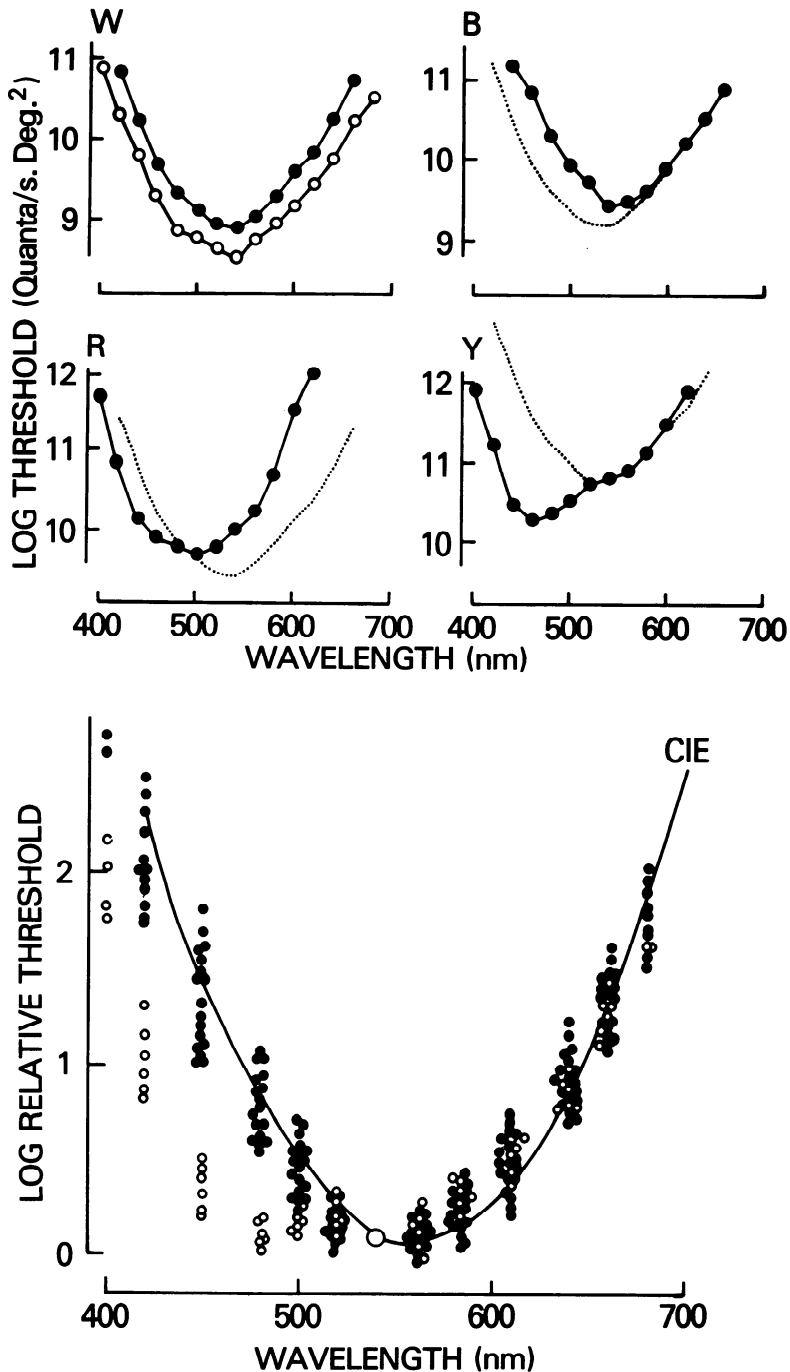 W
B
11
10
9
11
10
9
R
Y
12
11
10
12
11
10
400 500 600 700
400 500 600 700
WAVELENGTH (nm)
LOG THRESHOLD (Quanta/s. Deg.²)
CIE
2
1
0
400 500 600 700
WAVELENGTH (nm)
LOG RELATIVE THRESHOLD